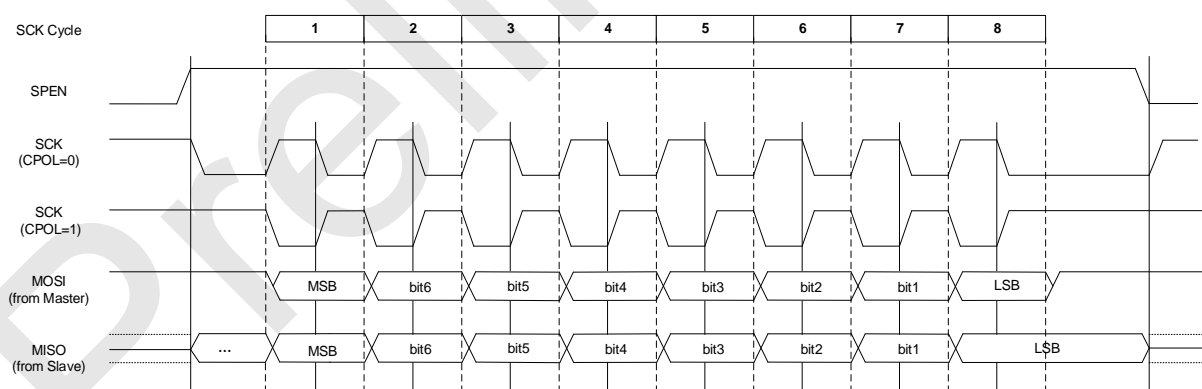 SCK Cycle 1 2 3 4 5 6 7 8
SPEN
SCK
(CPOL=0)
SCK
(CPOL=1)
MOSI
(from Master)
MSB bit6 bit5 bit4 bit3 bit2 bit1 LSB
MISO
(from Slave)
... MSB bit6 bit5 bit4 bit3 bit2 bit1 LSB